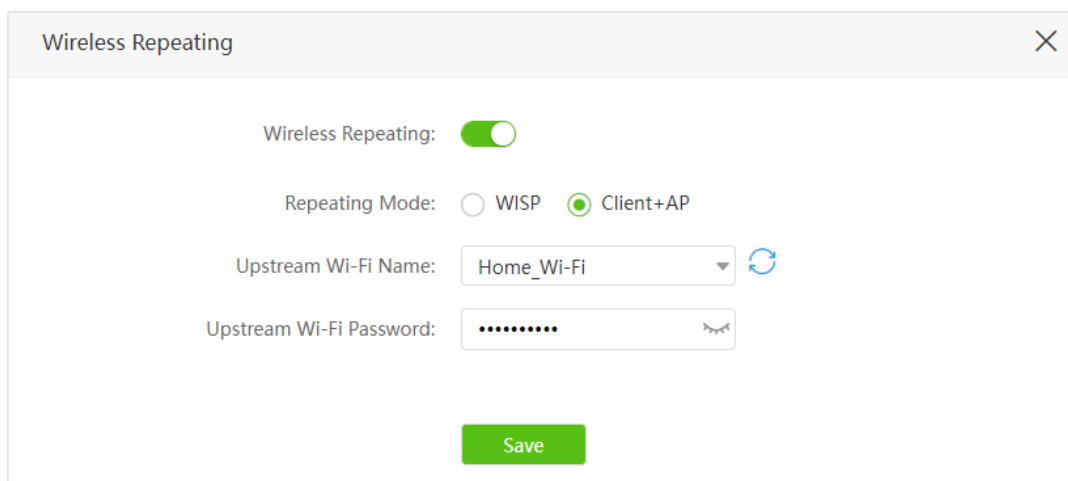 Wireless Repeating
Wireless Repeating:
Repeating Mode: WISP Client+AP
Upstream Wi-Fi Name: Home_Wi-Fi
Upstream Wi-Fi Password: ••••••••••
Save